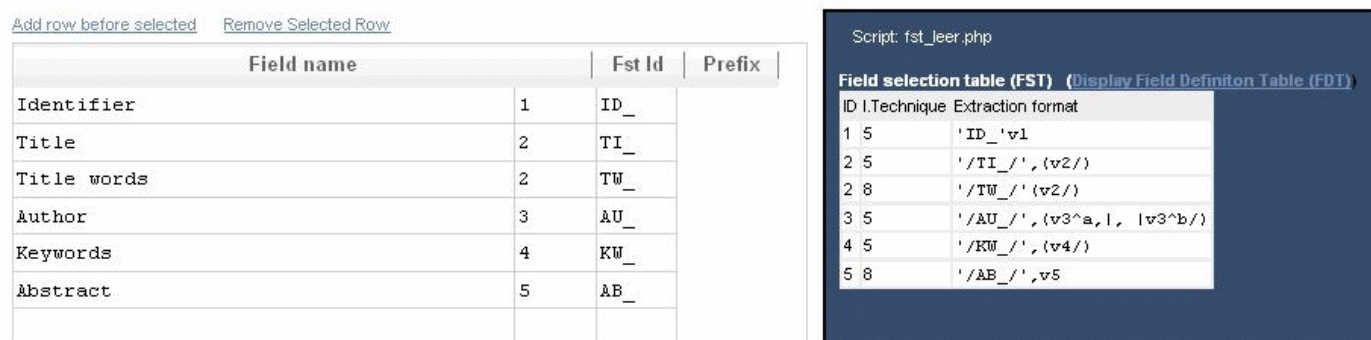 Add row before selected Remove Selected Row
Field name Fst Id Prefix
Identifier 1 ID_
Title 2 TI_
Title words 2 TW_
Author 3 AU_
Keywords 4 KW_
Abstract 5 AB_
Script: fst_leer.php
Field selection table (FST) (Display Field Definiton Table (FDT))
ID I.Technique Extraction format
1 5 'ID_'v1
2 5 '/TI_/',(v2/)
2 8 '/TW_/'(v2/)
3 5 '/AU_/',(v3^a,|, |v3^b/)
4 5 '/KW_/',(v4/)
5 8 '/AB_/',v5